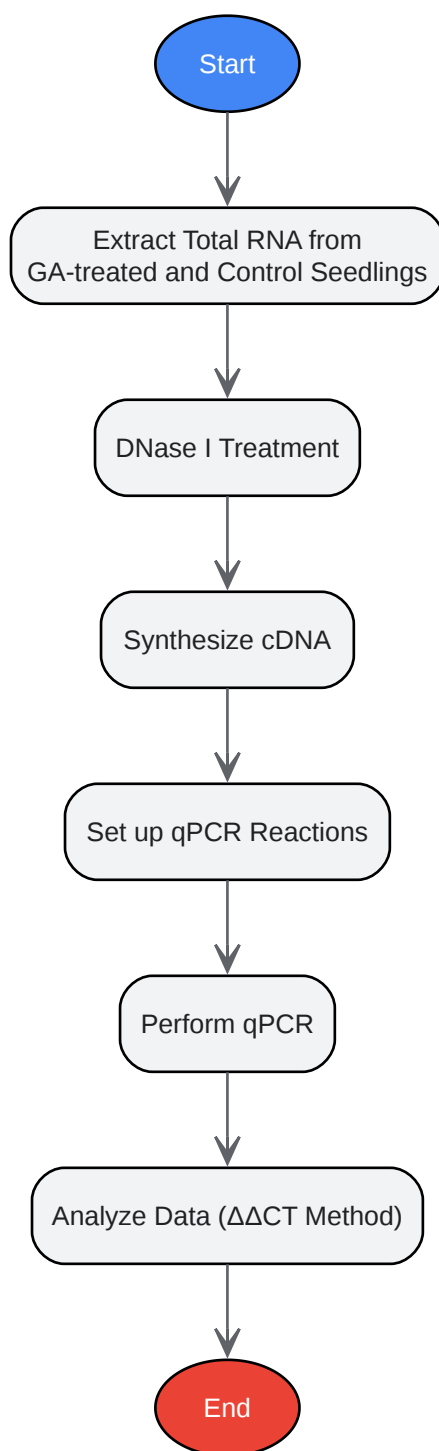 Start
Extract Total RNA from
GA-treated and Control Seedlings
DNase I Treatment
Synthesize cDNA
Set up qPCR Reactions
Perform qPCR
Analyze Data (ΔΔCT Method)
End